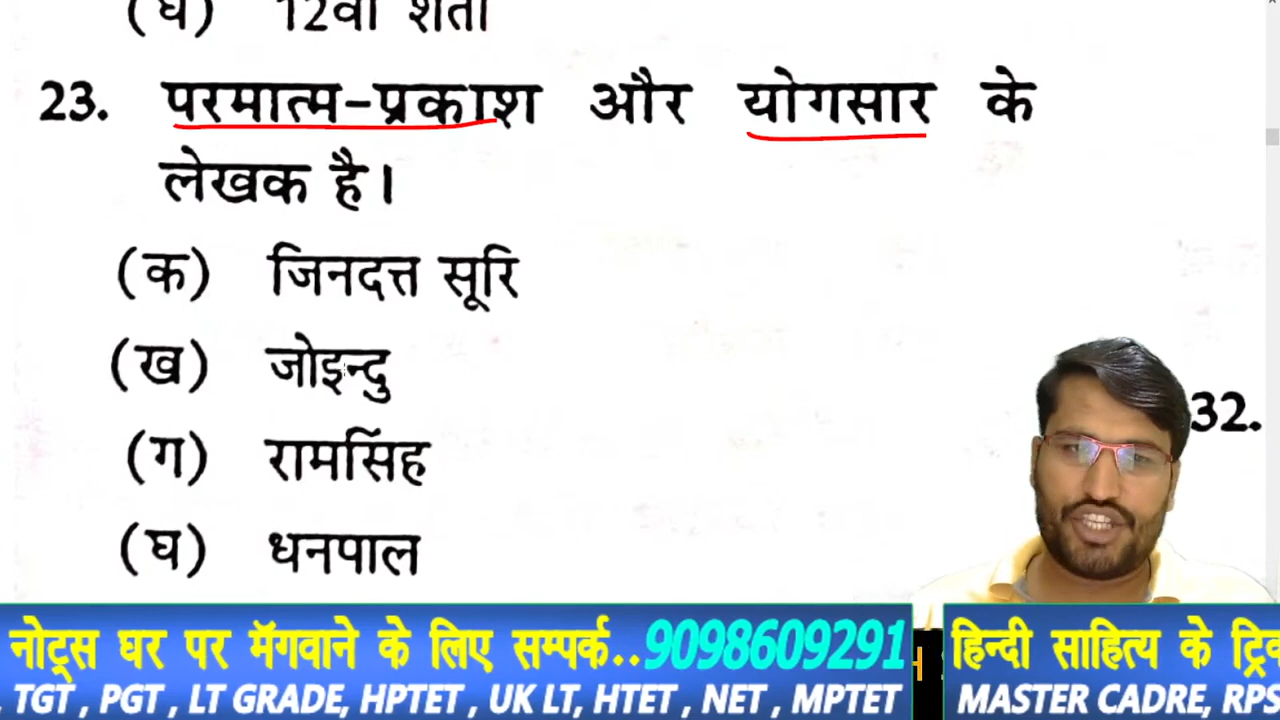 (घ) 12वीं शती
23. परमात्म-प्रकाश और योगसार के
लेखक है।
(क) जिनदत्त सूरि
(ख) जोइन्दु
(ग) रामसिंह
(घ) धनपाल
32.
नोट्स घर पर मॅगवाने के लिए सम्पर्क..9098609291
हिन्दी साहित्य के
, TGT , PGT , LT GRADE, HPTET , UK LT, HTET , NET , MPTET
MASTER CADRE, RPS